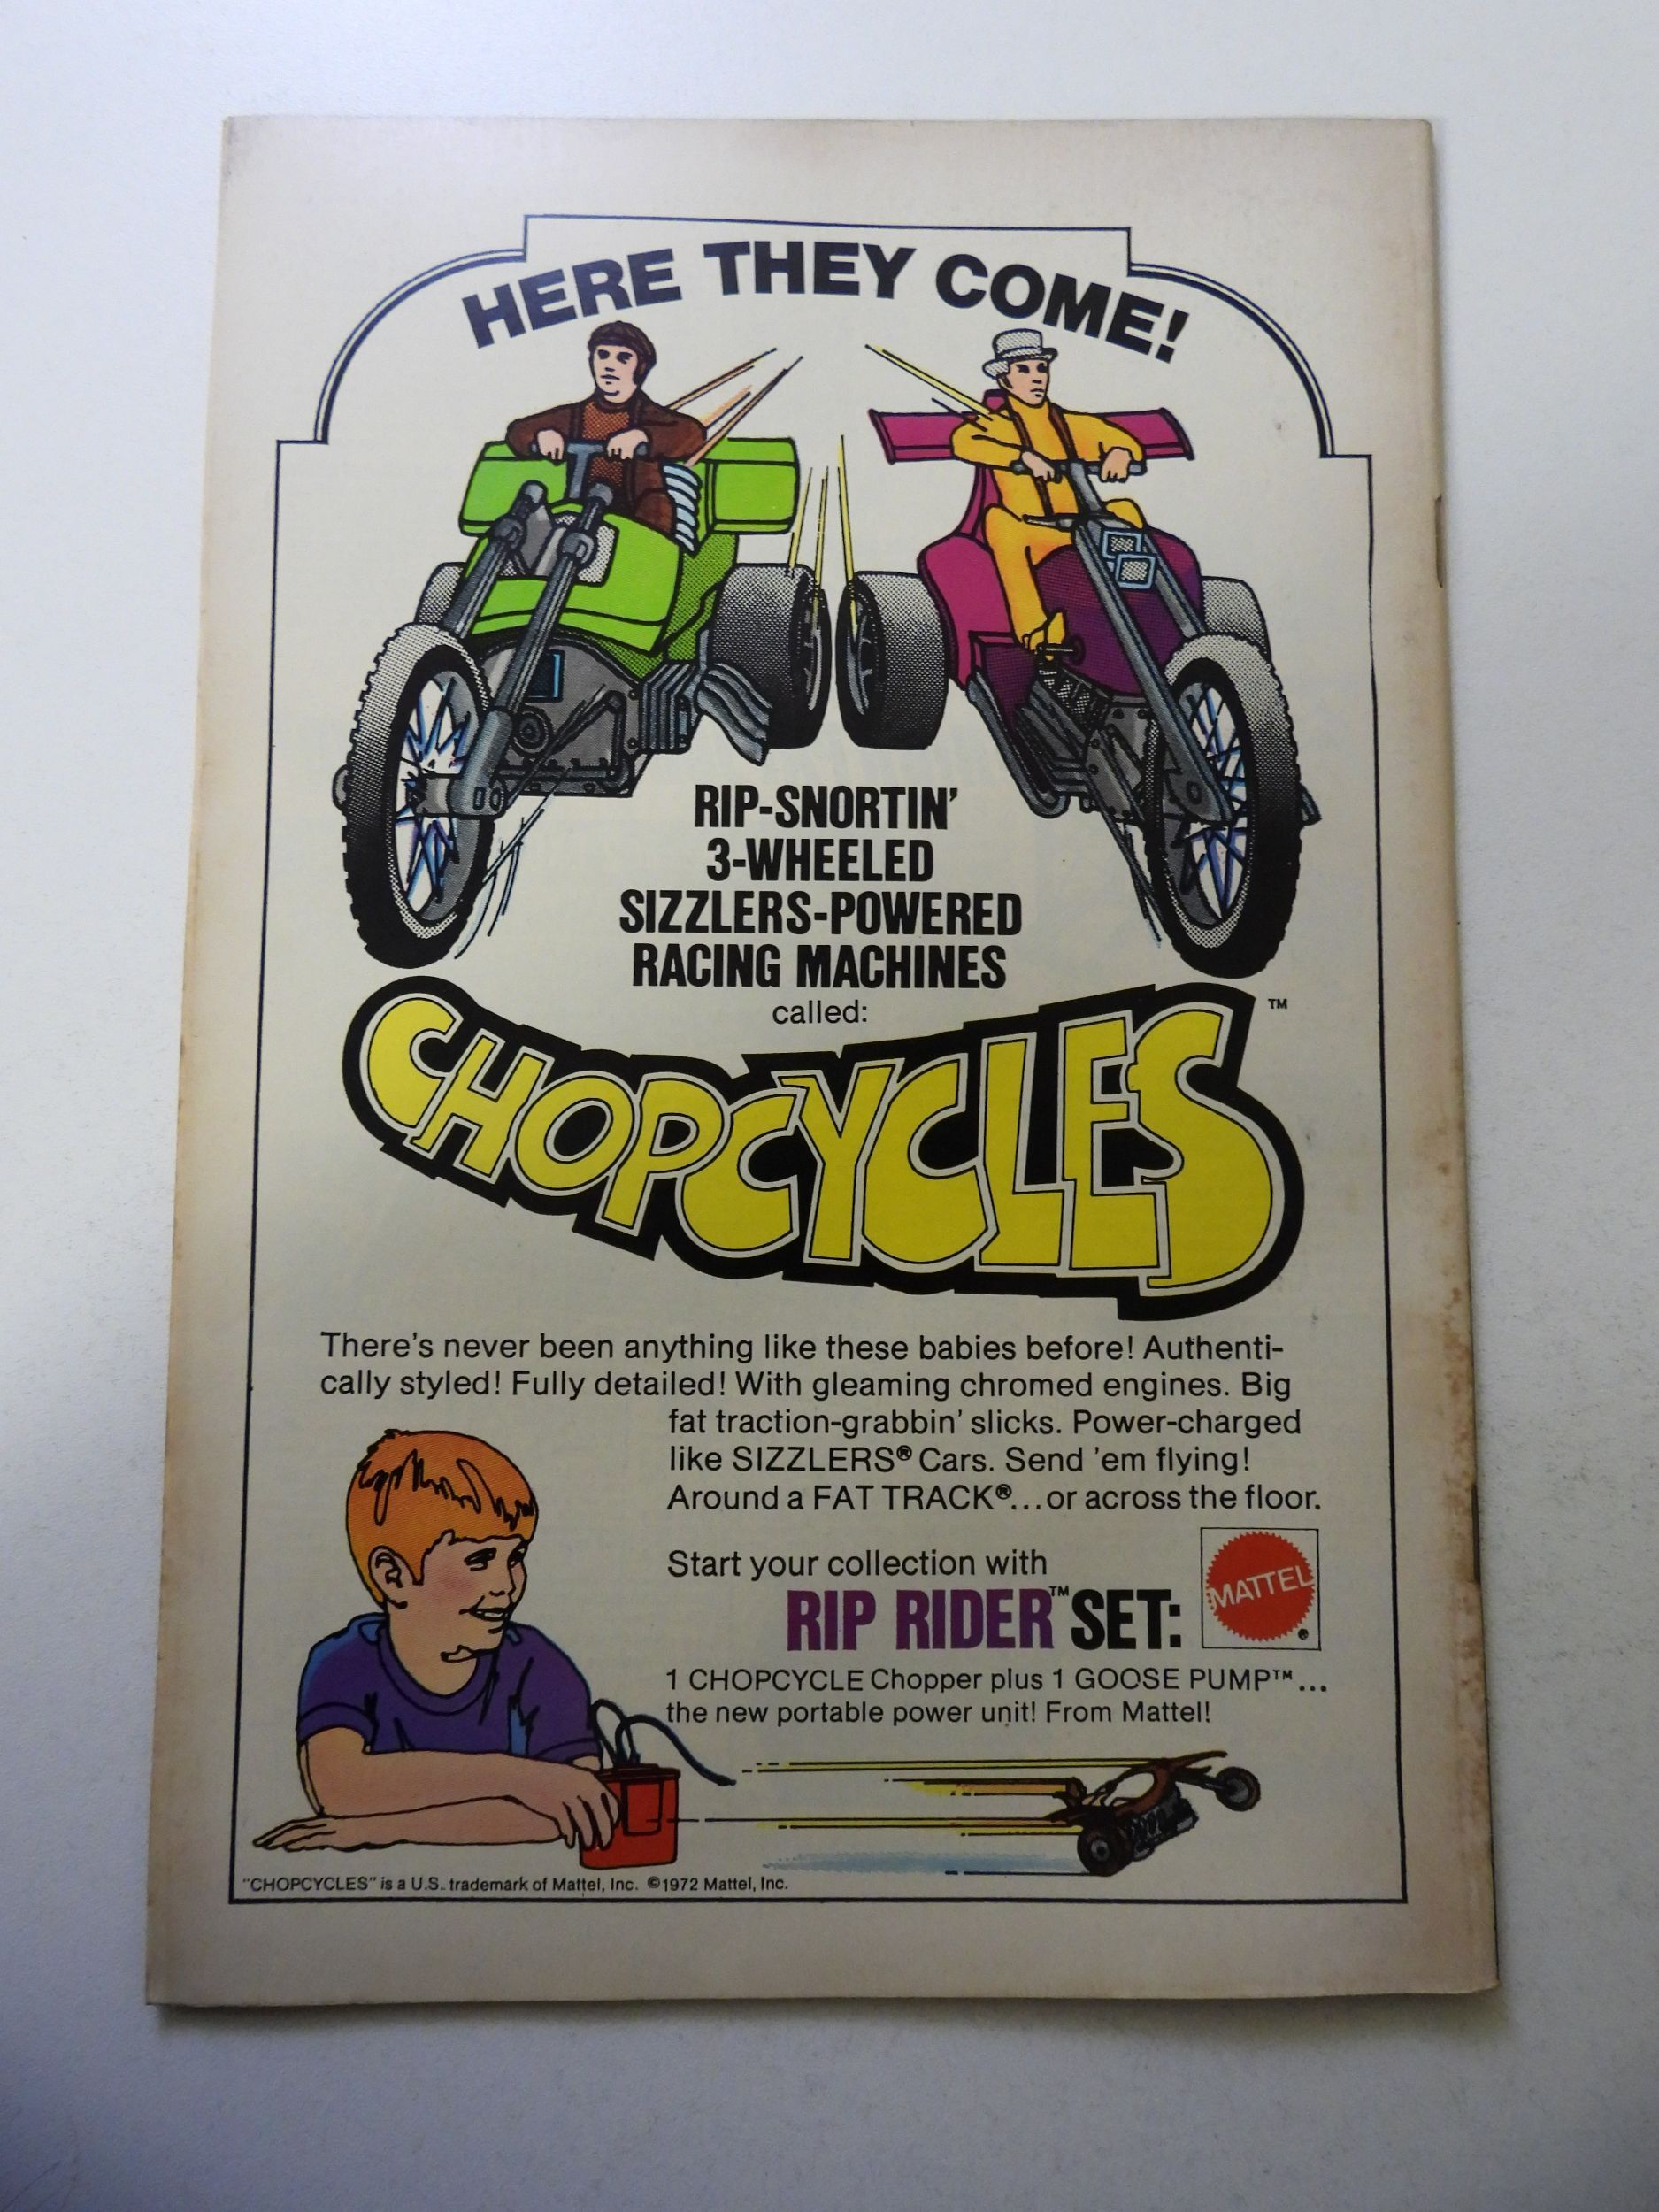 HERE THEY COME!
RIP-SNORTIN'
3-WHEELED
SIZZLERS-POWERED
RACING MACHINES
called:
CHOPCYCLES™
There's never been anything like these babies before! Authenti-
cally styled! Fully detailed! With gleaming chromed engines. Big
fat traction-grabbin' slicks. Power-charged
like SIZZLERS® Cars. Send 'em flying!
Around a FAT TRACK®...or across the floor.
Start your collection with
RIP RIDER™ SET:
MATTEL®
1 CHOPCYCLE Chopper plus 1 GOOSE PUMP™...
the new portable power unit! From Mattel!
"CHOPCYCLES" is a U.S. trademark of Mattel, Inc. ©1972 Mattel, Inc.